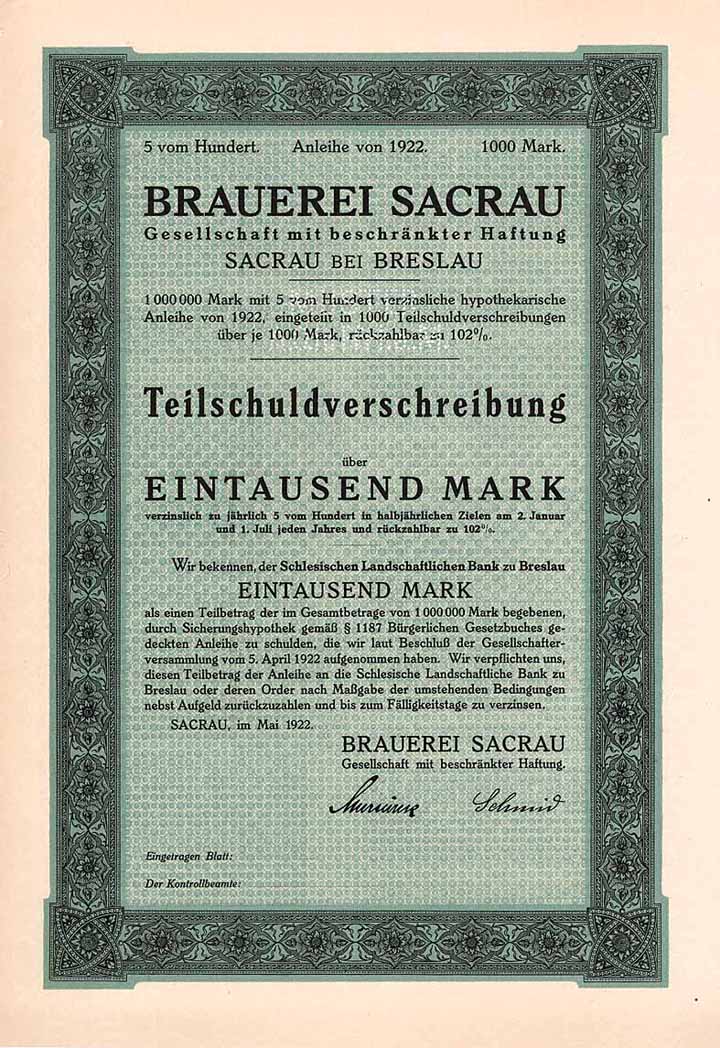 5 vom Hundert. Anleihe von 1922. 1000 Mark.
BRAUEREI SACRAU
Gesellschaft mit beschränkter Haftung
SACRAU BEI BRESLAU
1 000 000 Mark mit 5 vom Hundert verzinsliche hypothekarische
Anleihe von 1922, eingeteilt in 1000 Teilschuldverschreibungen
über je 1000 Mark, rückzahlbar zu 102%.
Teilschuldverschreibung
über
EINTAUSEND MARK
verzinslich zu jährlich 5 vom Hundert in halbjährlichen Zielen am 2. Januar
und 1. Juli jeden Jahres und rückzahlbar zu 102%.
Wir bekennen, der Schlesischen Landschaftlichen Bank zu Breslau
EINTAUSEND MARK
als einen Teilbetrag der im Gesamtbetrage von 1 000 000 Mark begebenen,
durch Sicherungshypothek gemäß § 1187 Bürgerlichen Gesetzbuches ge-
deckten Anleihe zu schulden, die wir laut Beschluß der Gesellschafter-
versammlung vom 5. April 1922 aufgenommen haben. Wir verpflichten uns,
diesen Teilbetrag der Anleihe an die Schlesische Landschaftliche Bank zu
Breslau oder deren Order nach Maßgabe der umstehenden Bedingungen
nebst Aufgeld zurückzuzahlen und bis zum Fälligkeitstage zu verzinsen.
SACRAU, im Mai 1922.
BRAUEREI SACRAU
Gesellschaft mit beschränkter Haftung.
Schmid
Eingetragen Blatt:
Der Kontrollbeamte: